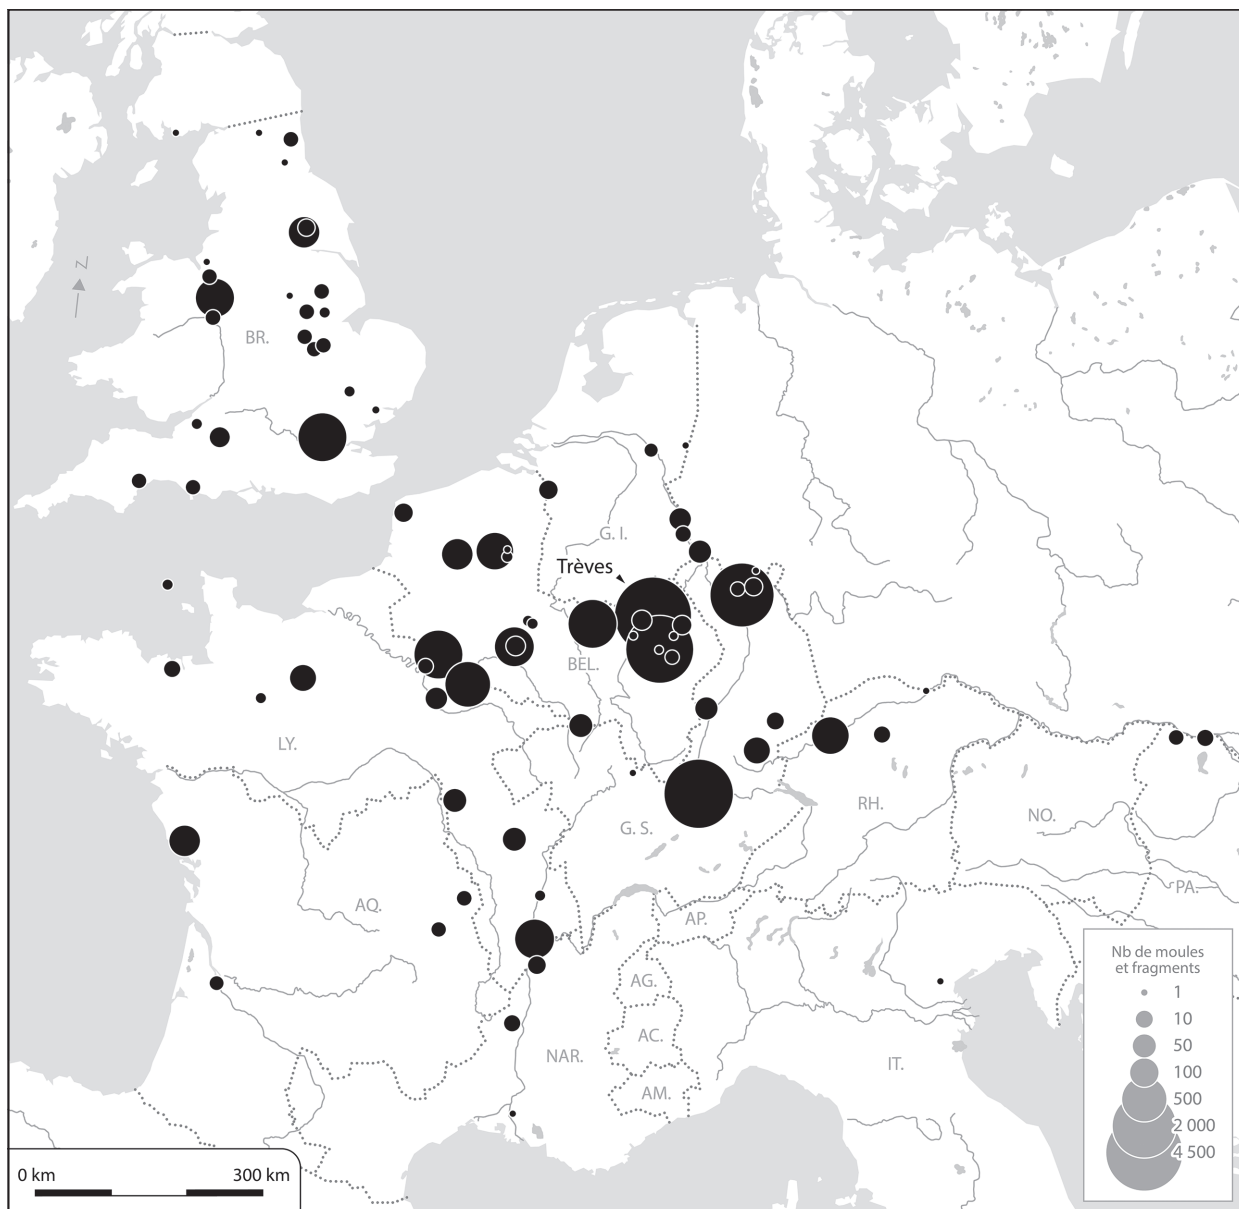 N
BR.
G. I.
Trèves
BEL.
LY.
G. S.
RH.
NO.
AQ.
AP.
PA.
AG.
AC.
NAR.
AM.
IT.
Nb de moules
et fragments
1
10
50
100
500
2 000
4 500
0 km
300 km